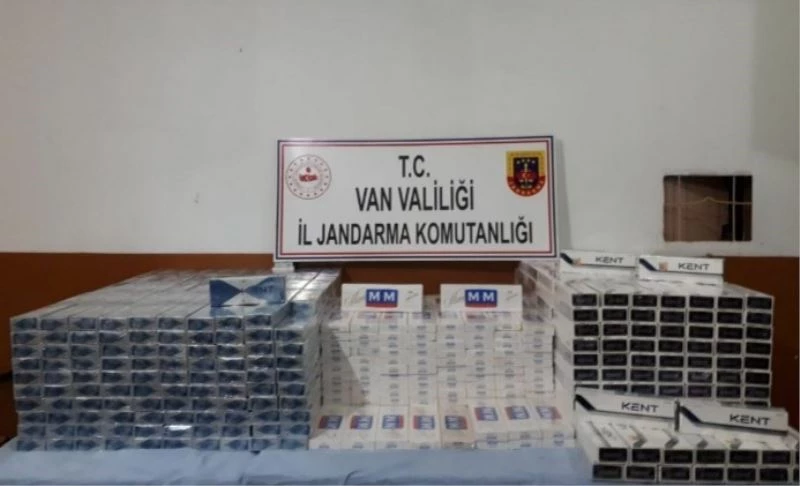 T.C.
VAN VALİLİĞİ
İL JANDARMA KOMUTANLIĞI
MM
MM
KENT
KENT
KENT
KENT